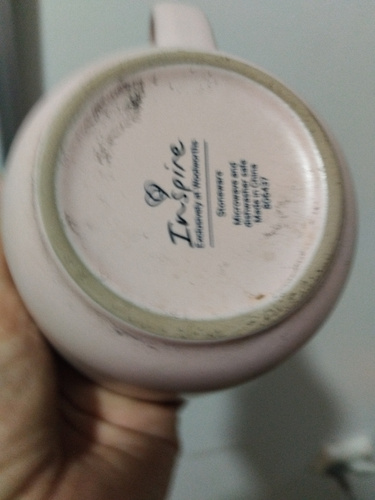 Inspire
Exclusively at Woolworths
Stoneware
Microwave and
dishwasher safe
Made in China